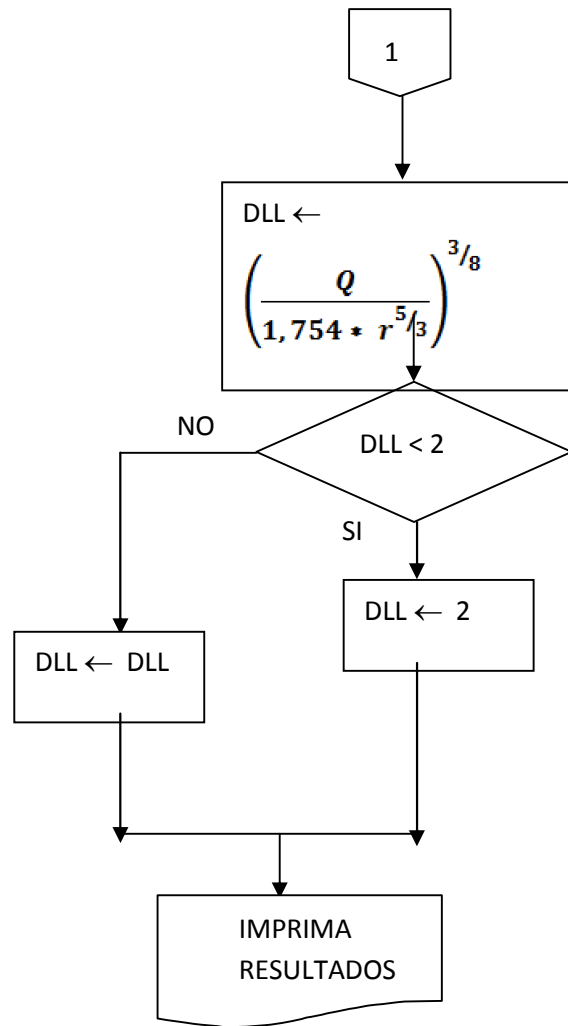 1
DLL ←
(Q / 1,754 * r^5/3)^3/8
DLL < 2
NO
SI
DLL ← 2
DLL ← DLL
IMPRIMA
RESULTADOS